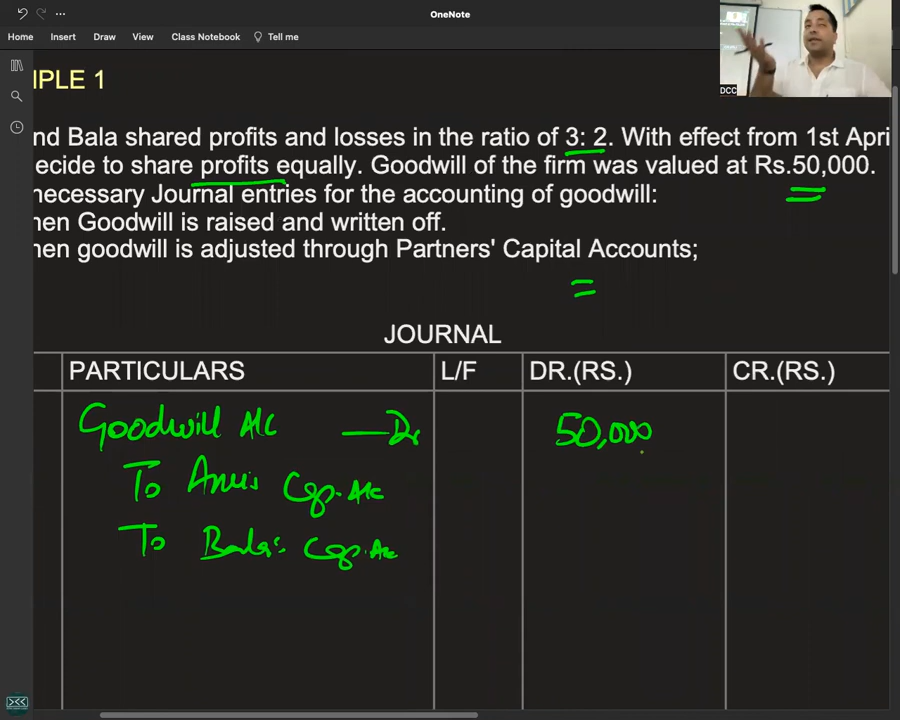 OneNote
Home Insert Draw View Class Notebook Tell me
DCC
IPLE 1
nd Bala shared profits and losses in the ratio of 3: 2. With effect from 1st Apri
ecide to share profits equally. Goodwill of the firm was valued at Rs.50,000.
necessary Journal entries for the accounting of goodwill:
hen Goodwill is raised and written off.
hen goodwill is adjusted through Partners' Capital Accounts;
=
JOURNAL
PARTICULARS L/F DR.(RS.) CR.(RS.)
Goodwill A/c — Dr 50,000
To Cap. A/c
To Bala's Cap. Ac